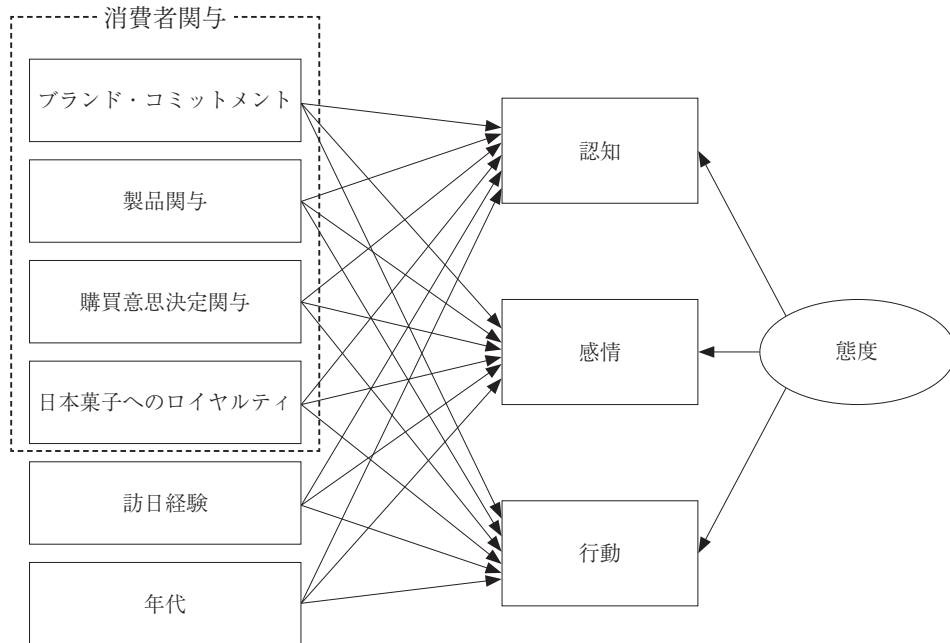 消費者関与
ブランド・コミットメント
製品関与
購買意思決定関与
日本菓子へのロイヤルティ
訪日経験
年代
認知
感情
行動
態度